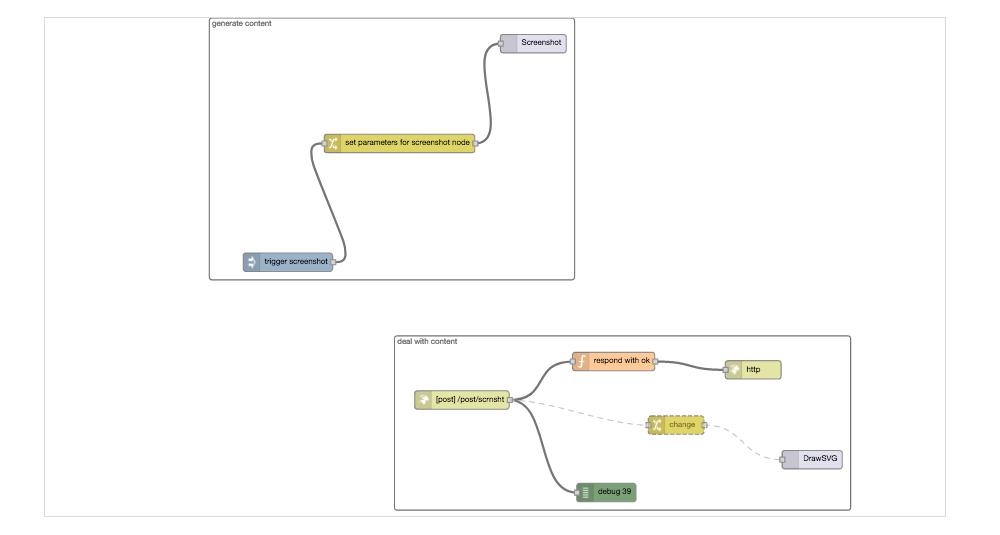 generate content
Screenshot
set parameters for screenshot node
trigger screenshot
deal with content
respond with ok
http
[post] /post/scrnsht
change
DrawSVG
debug 39